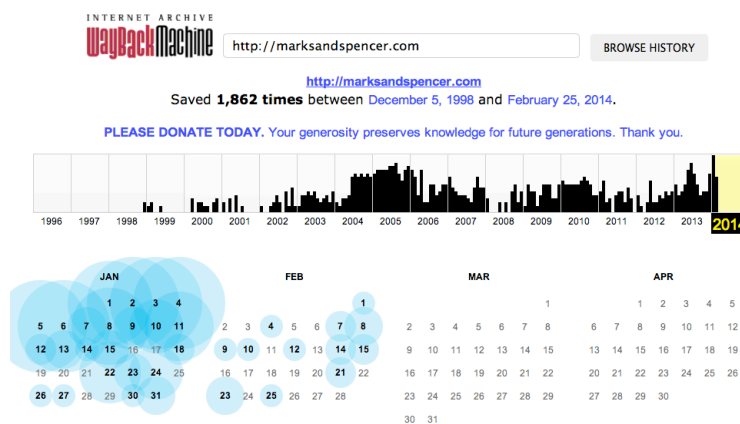 INTERNET ARCHIVE
WayBackMachine
http://marksandspencer.com
BROWSE HISTORY
http://marksandspencer.com
Saved 1,862 times between December 5, 1998 and February 25, 2014.
PLEASE DONATE TODAY. Your generosity preserves knowledge for future generations. Thank you.
1996 1997 1998 1999 2000 2001 2002 2003 2004 2005 2006 2007 2008 2009 2010 2011 2012 2013 2014
JAN FEB MAR APR
1 2 3 4 1 1 1 2 3 4 5
5 6 7 8 9 10 11 2 3 4 5 6 7 8 2 3 4 5 6 7 8 6 7 8 9 10 11 12
12 13 14 15 16 17 18 9 10 11 12 13 14 15 9 10 11 12 13 14 15 13 14 15 16 17 18 19
19 20 21 22 23 24 25 16 17 18 19 20 21 22 16 17 18 19 20 21 22 20 21 22 23 24 25 26
26 27 28 29 30 31 23 24 25 26 27 28 23 24 25 26 27 28 29 27 28 29 30
30 31